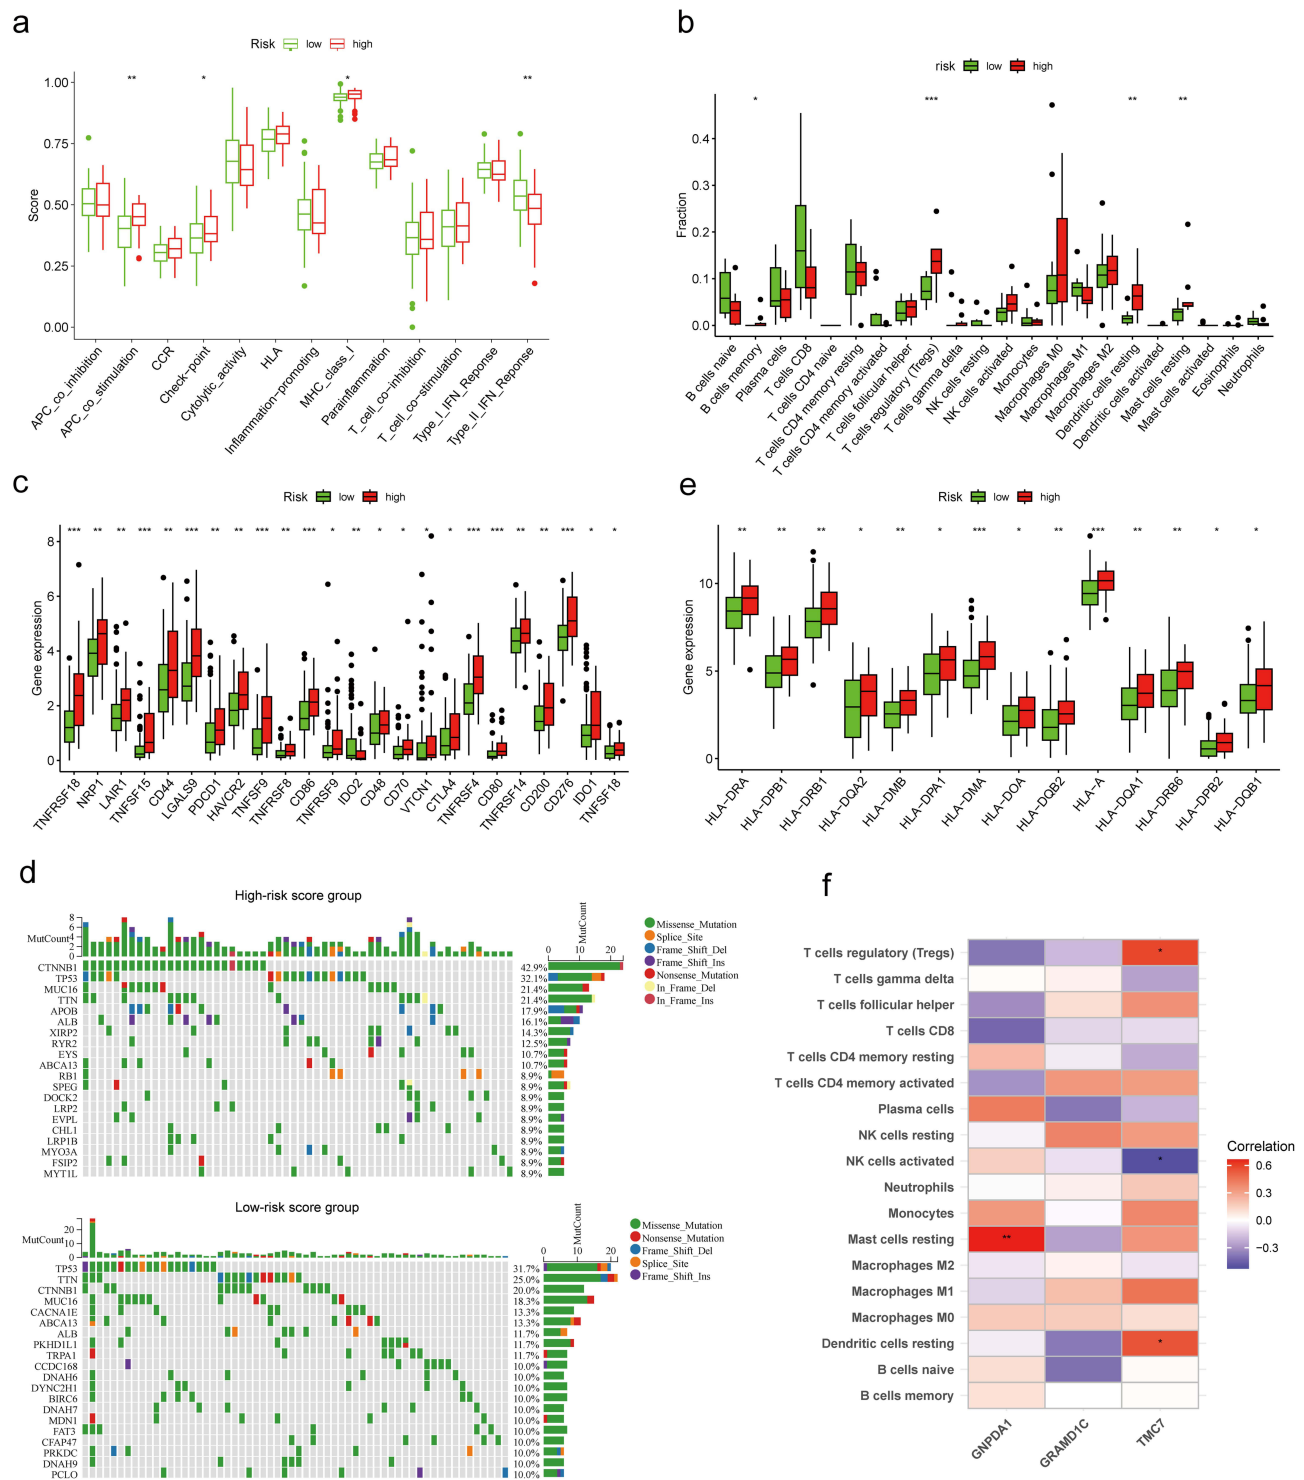 a
Risk low high
Score
1.00
0.75
0.50
0.25
0.00
** * * **
APC_co_inhibition
APC_co_stimulation
CCR
Check-point
Cytolytic_activity
HLA
Inflammation-promoting
MHC_class_I
Parainflammation
T_cell_co-inhibition
T_cell_co-stimulation
Type_I_IFN_Reponse
Type_II_IFN_Reponse
b
risk low high
Fraction
0.4
0.3
0.2
0.1
0.0
* *** ** **
B cells naive
B cells memory
Plasma cells
T cells CD8
T cells CD4 naive
T cells CD4 memory resting
T cells CD4 memory activated
T cells follicular helper
T cells regulatory (Tregs)
T cells gamma delta
NK cells resting
NK cells activated
Monocytes
Macrophages M0
Macrophages M1
Macrophages M2
Dendritic cells resting
Dendritic cells activated
Mast cells resting
Mast cells activated
Eosinophils
Neutrophils
c
Risk low high
Gene expression
8
6
4
2
0
*** ** ** *** ** *** ** ** *** ** *** * ** * * * * *** *** ** ** *** * *
TNFRSF18
NRP1
LAIR1
TNFSF15
CD44
LGALS9
PDCD1
HAVCR2
TNFSF9
TNFRSF8
CD86
TNFRSF9
IDO2
CD48
CD70
VTCN1
CTLA4
TNFRSF4
CD80
TNFRSF14
CD200
CD276
IDO1
TNFSF18
e
Risk low high
Gene expression
10
5
0
** ** ** * ** * *** * ** *** ** ** * *
HLA-DRA
HLA-DPB1
HLA-DRB1
HLA-DQA2
HLA-DMB
HLA-DPA1
HLA-DMA
HLA-DOA
HLA-DQB2
HLA-A
HLA-DQA1
HLA-DRB6
HLA-DPB2
HLA-DQB1
d
High-risk score group
MutCount
8
6
4
2
0
MutCount
0 10 20
CTNNB1 42.9%
TP53 32.1%
MUC16 21.4%
TTN 21.4%
APOB 17.9%
ALB 16.1%
XIRP2 14.3%
RYR2 12.5%
EYS 10.7%
ABCA13 10.7%
RB1 8.9%
SPEG 8.9%
DOCK2 8.9%
LRP2 8.9%
EVPL 8.9%
CHL1 8.9%
LRP1B 8.9%
MYO3A 8.9%
FSIP2 8.9%
MYT1L 8.9%
Missense_Mutation
Splice_Site
Frame_Shift_Del
Frame_Shift_Ins
Nonsense_Mutation
In_Frame_Del
In_Frame_Ins
Low-risk score group
MutCount
20
10
0
MutCount
0 10 20
TP53 31.7%
TTN 25.0%
CTNNB1 20.0%
MUC16 18.3%
CACNA1E 13.3%
ABCA13 13.3%
ALB 11.7%
PKHD1L1 11.7%
TRPA1 11.7%
CCDC168 10.0%
DNAH6 10.0%
DYNC2H1 10.0%
BIRC6 10.0%
DNAH7 10.0%
MDN1 10.0%
FAT3 10.0%
CFAP47 10.0%
PRKDC 10.0%
DNAH9 10.0%
PCLO 10.0%
Missense_Mutation
Nonsense_Mutation
Frame_Shift_Del
Splice_Site
Frame_Shift_Ins
f
T cells regulatory (Tregs) *
T cells gamma delta
T cells follicular helper
T cells CD8
T cells CD4 memory resting
T cells CD4 memory activated
Plasma cells
NK cells resting
NK cells activated *
Neutrophils
Monocytes
Mast cells resting **
Macrophages M2
Macrophages M1
Macrophages M0
Dendritic cells resting *
B cells naive
B cells memory
GNPDA1
GRAMD1C
TMC7
Correlation
0.6
0.3
0.0
−0.3